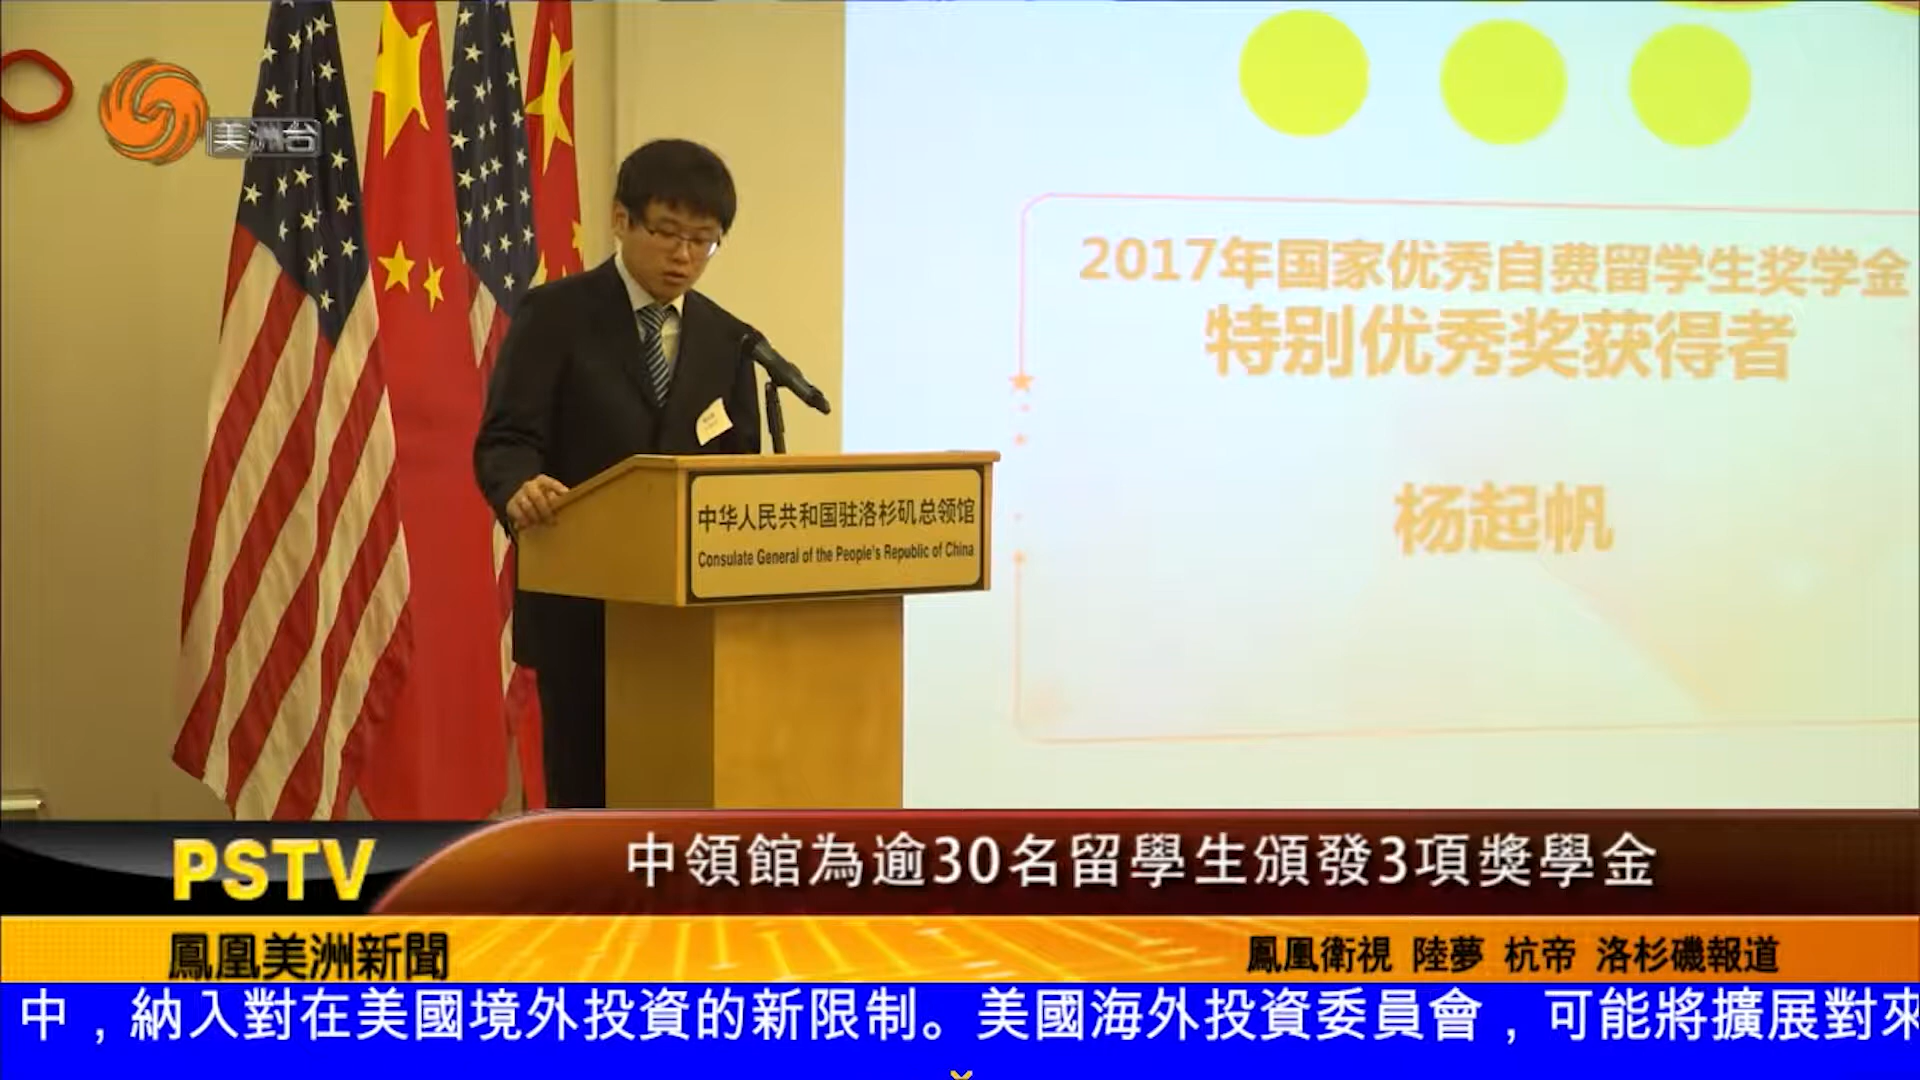 美洲台
2017年国家优秀自费留学生奖学金
特别优秀奖获得者
杨起帆
中华人民共和国驻洛杉矶总领馆
Consulate General of the People's Republic of China
PSTV
中領館為逾30名留學生頒發3項獎學金
鳳凰美洲新聞
鳳凰衛視 陸夢 杭帝 洛杉磯報道
中，納入對在美國境外投資的新限制。美國海外投資委員會，可能將擴展對來